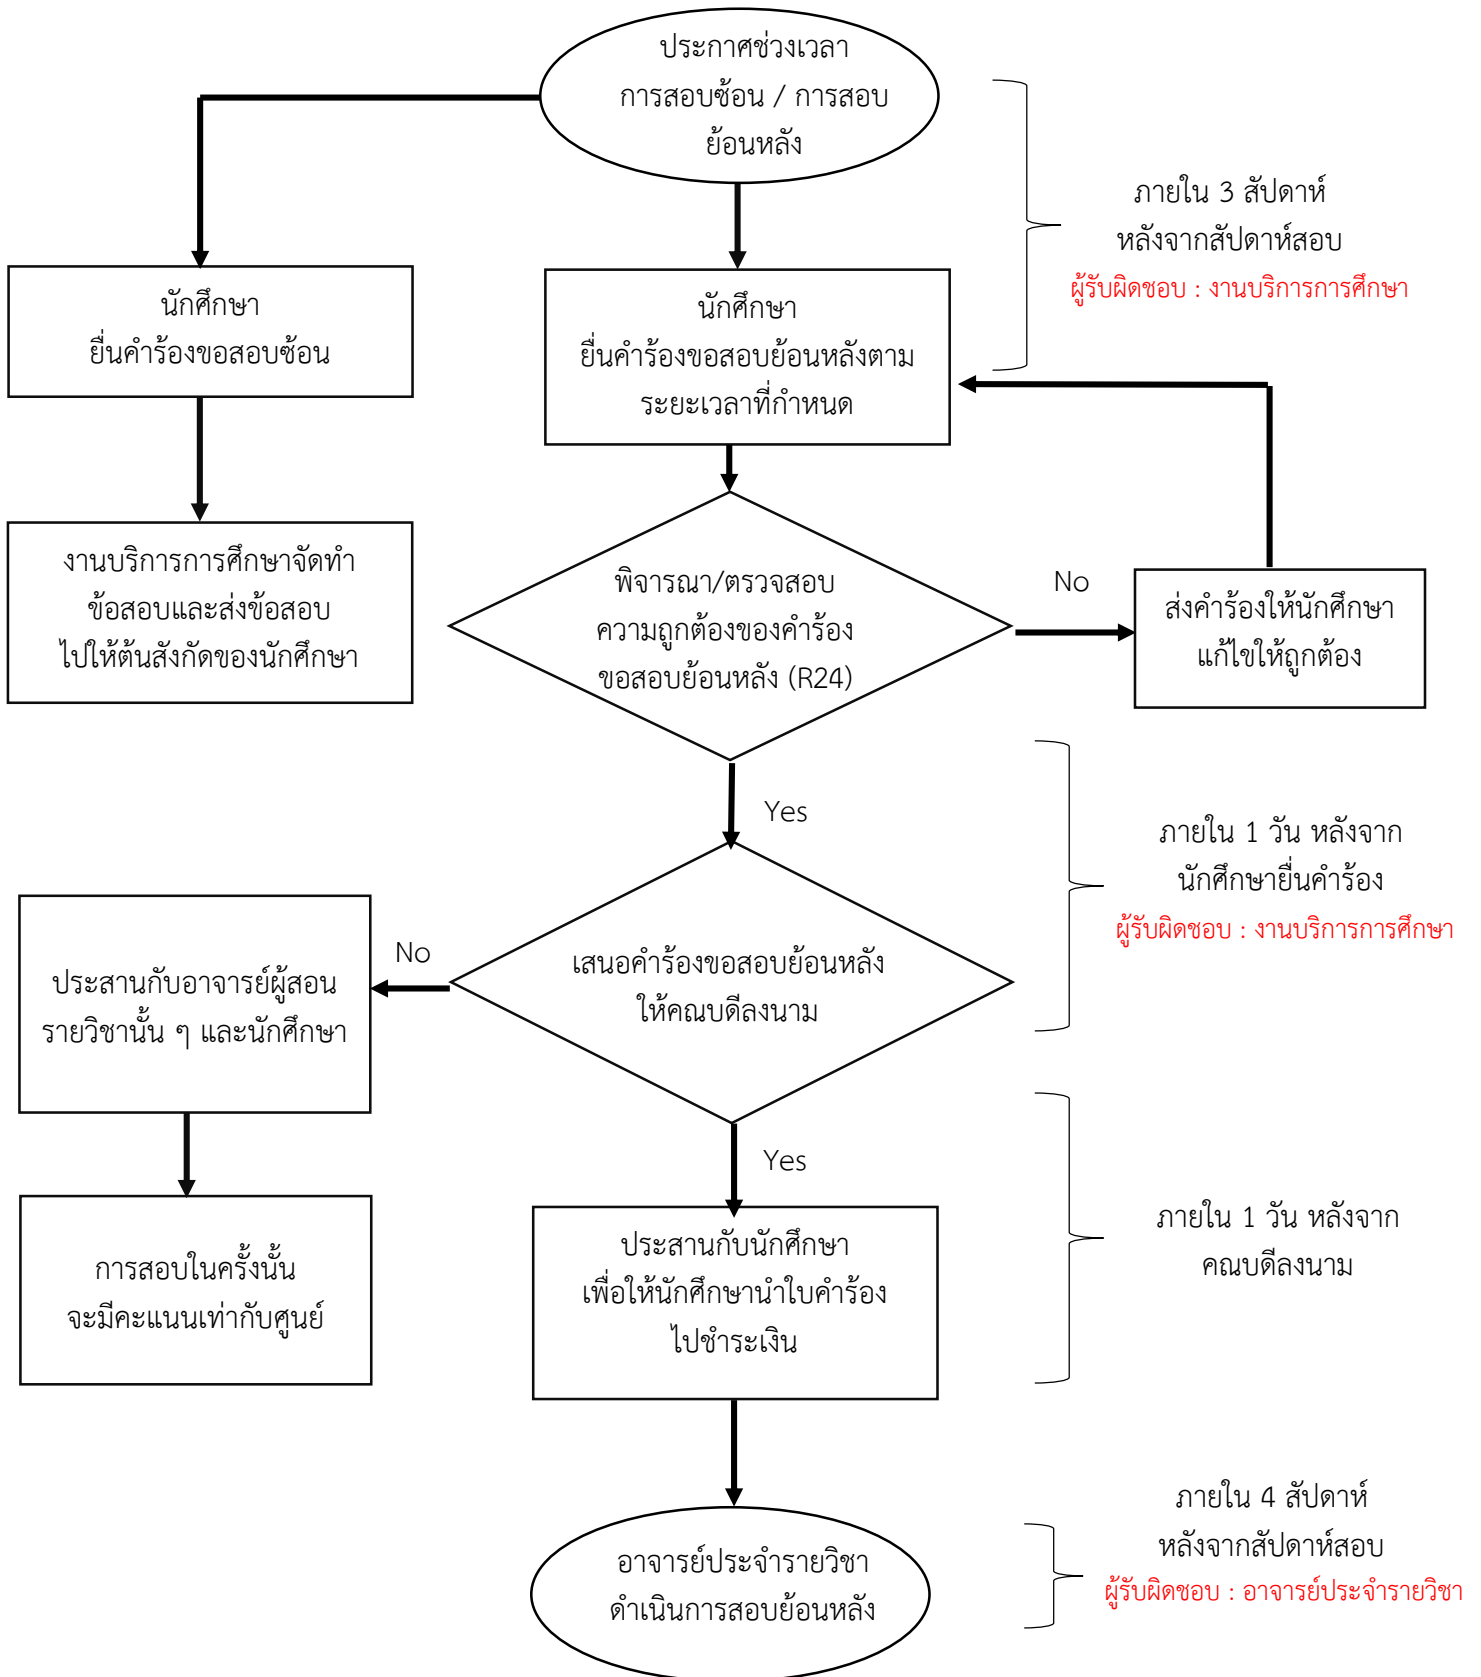 ประกาศช่วงเวลา
การสอบซ้อน / การสอบ
ย้อนหลัง
ภายใน 3 สัปดาห์
หลังจากสัปดาห์สอบ
ผู้รับผิดชอบ : งานบริการการศึกษา
นักศึกษา
ยื่นคำร้องขอสอบซ้อน
นักศึกษา
ยื่นคำร้องขอสอบย้อนหลังตาม
ระยะเวลาที่กำหนด
งานบริการการศึกษาจัดทำ
ข้อสอบและส่งข้อสอบ
ไปให้ต้นสังกัดของนักศึกษา
พิจารณา/ตรวจสอบ
ความถูกต้องของคำร้อง
ขอสอบย้อนหลัง (R24)
No
ส่งคำร้องให้นักศึกษา
แก้ไขให้ถูกต้อง
Yes
ภายใน 1 วัน หลังจาก
นักศึกษายื่นคำร้อง
ผู้รับผิดชอบ : งานบริการการศึกษา
เสนอคำร้องขอสอบย้อนหลัง
ให้คณบดีลงนาม
No
ประสานกับอาจารย์ผู้สอน
รายวิชานั้น ๆ และนักศึกษา
การสอบในครั้งนั้น
จะมีคะแนนเท่ากับศูนย์
Yes
ประสานกับนักศึกษา
เพื่อให้นักศึกษานำใบคำร้อง
ไปชำระเงิน
ภายใน 1 วัน หลังจาก
คณบดีลงนาม
อาจารย์ประจำรายวิชา
ดำเนินการสอบย้อนหลัง
ภายใน 4 สัปดาห์
หลังจากสัปดาห์สอบ
ผู้รับผิดชอบ : อาจารย์ประจำรายวิชา